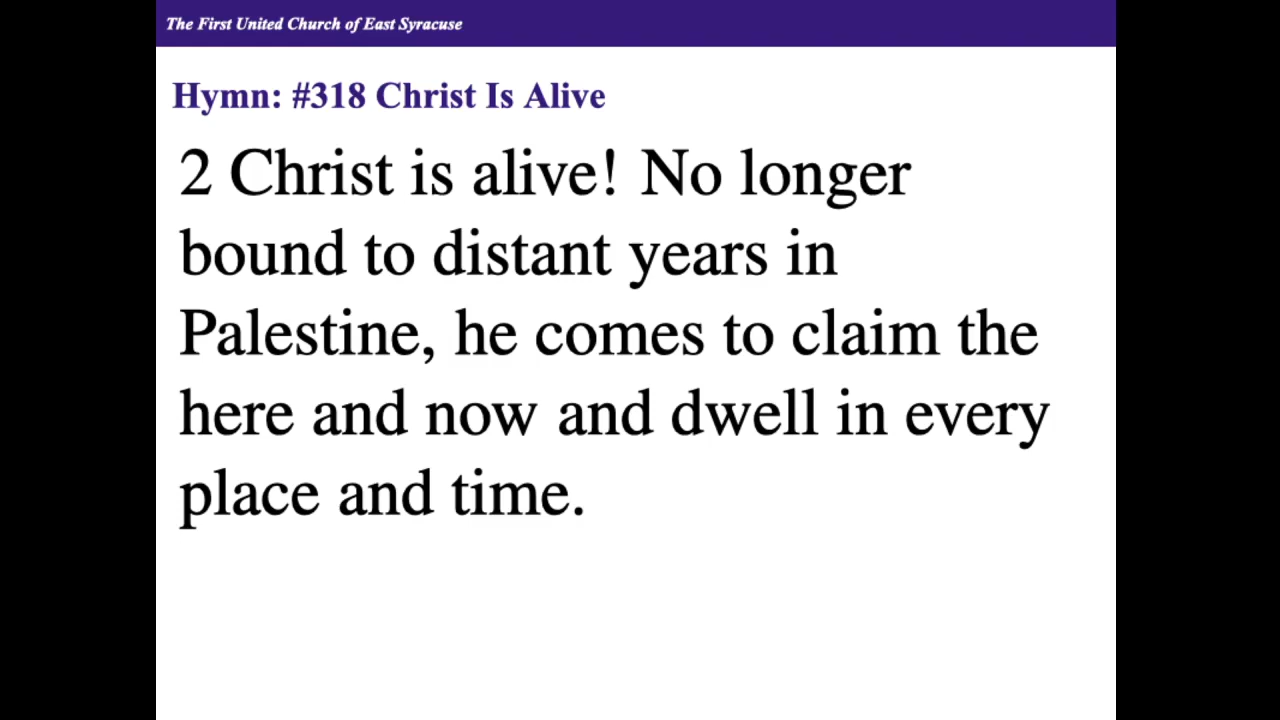 The First United Church of East Syracuse
Hymn: #318 Christ Is Alive
2 Christ is alive! No longer
bound to distant years in
Palestine, he comes to claim the
here and now and dwell in every
place and time.